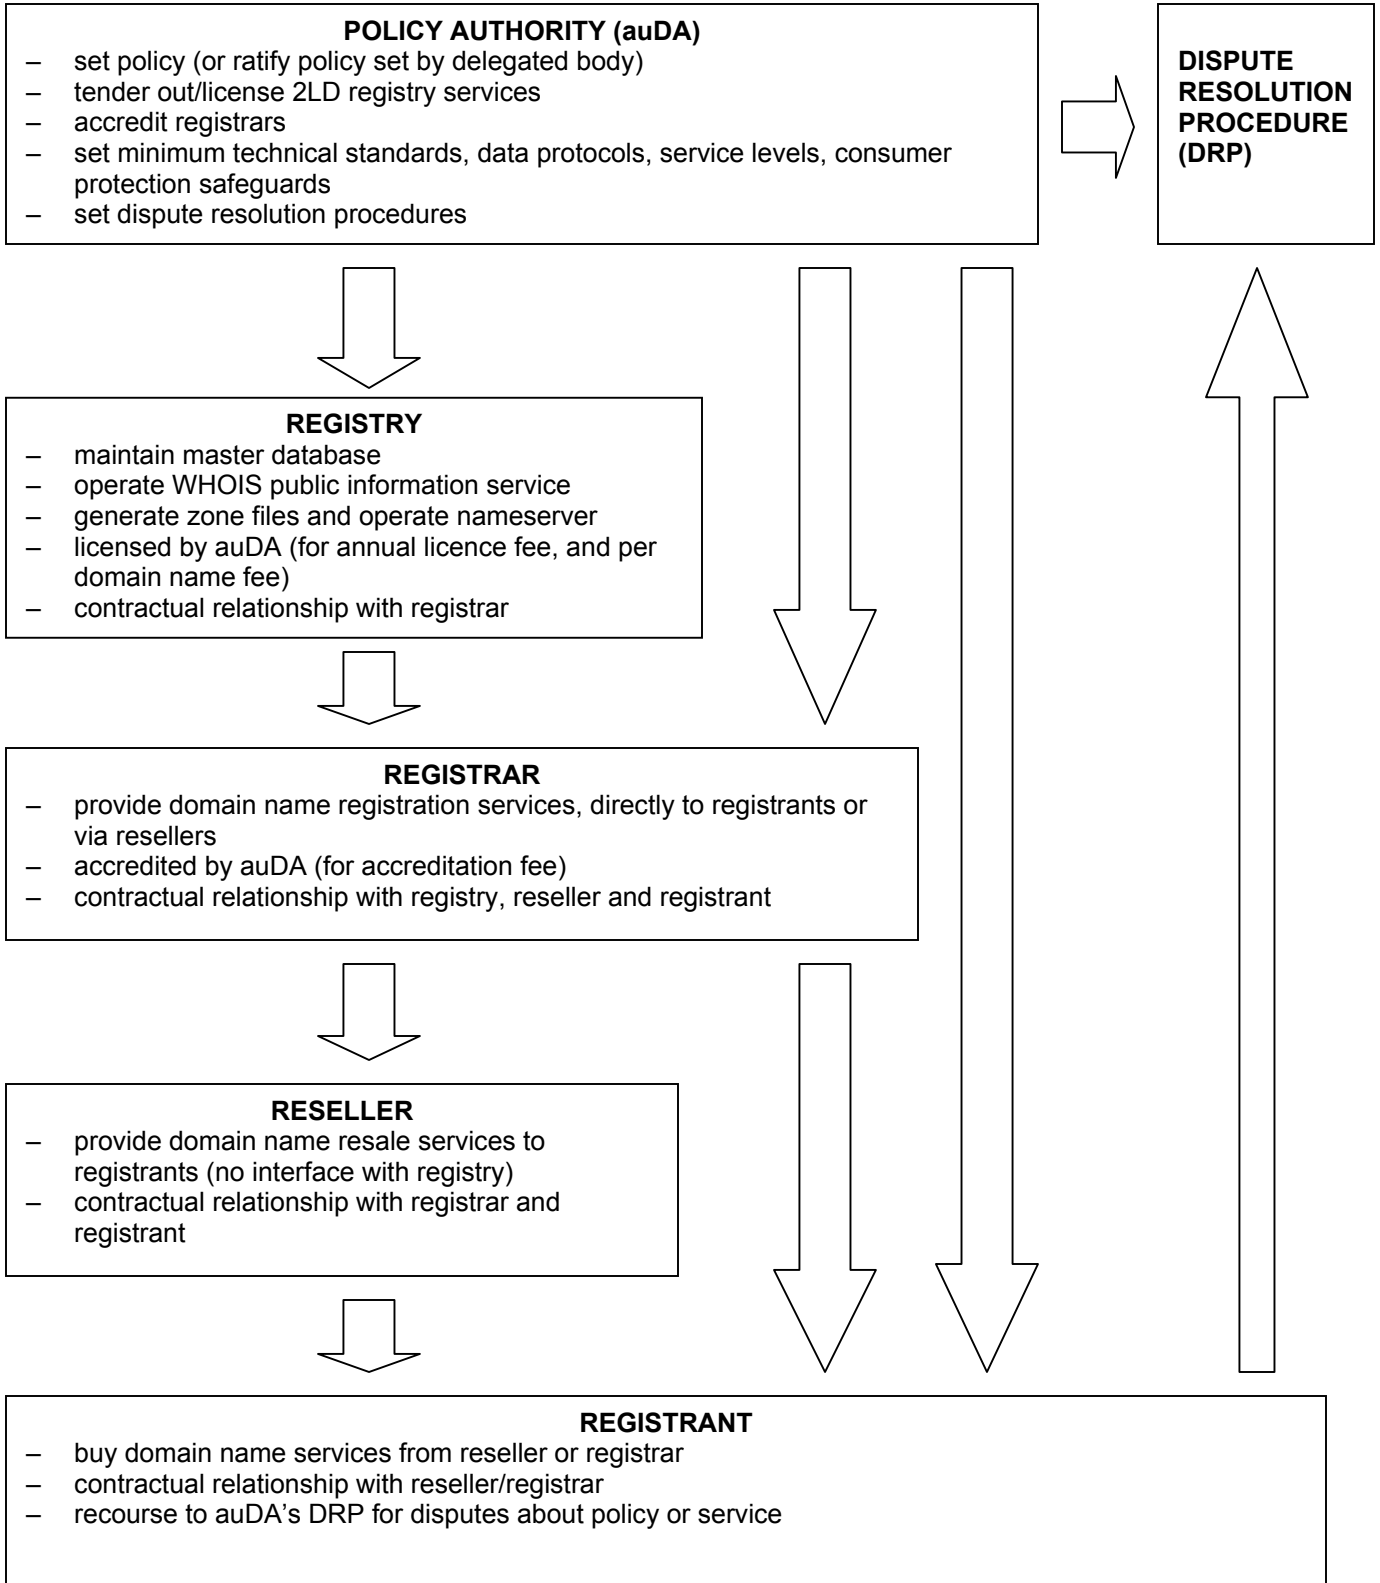 POLICY AUTHORITY (auDA)
– set policy (or ratify policy set by delegated body)
– tender out/license 2LD registry services
– accredit registrars
– set minimum technical standards, data protocols, service levels, consumer
protection safeguards
– set dispute resolution procedures
DISPUTE
RESOLUTION
PROCEDURE
(DRP)
REGISTRY
– maintain master database
– operate WHOIS public information service
– generate zone files and operate nameserver
– licensed by auDA (for annual licence fee, and per
domain name fee)
– contractual relationship with registrar
REGISTRAR
– provide domain name registration services, directly to registrants or
via resellers
– accredited by auDA (for accreditation fee)
– contractual relationship with registry, reseller and registrant
RESELLER
– provide domain name resale services to
registrants (no interface with registry)
– contractual relationship with registrar and
registrant
REGISTRANT
– buy domain name services from reseller or registrar
– contractual relationship with reseller/registrar
– recourse to auDA’s DRP for disputes about policy or service